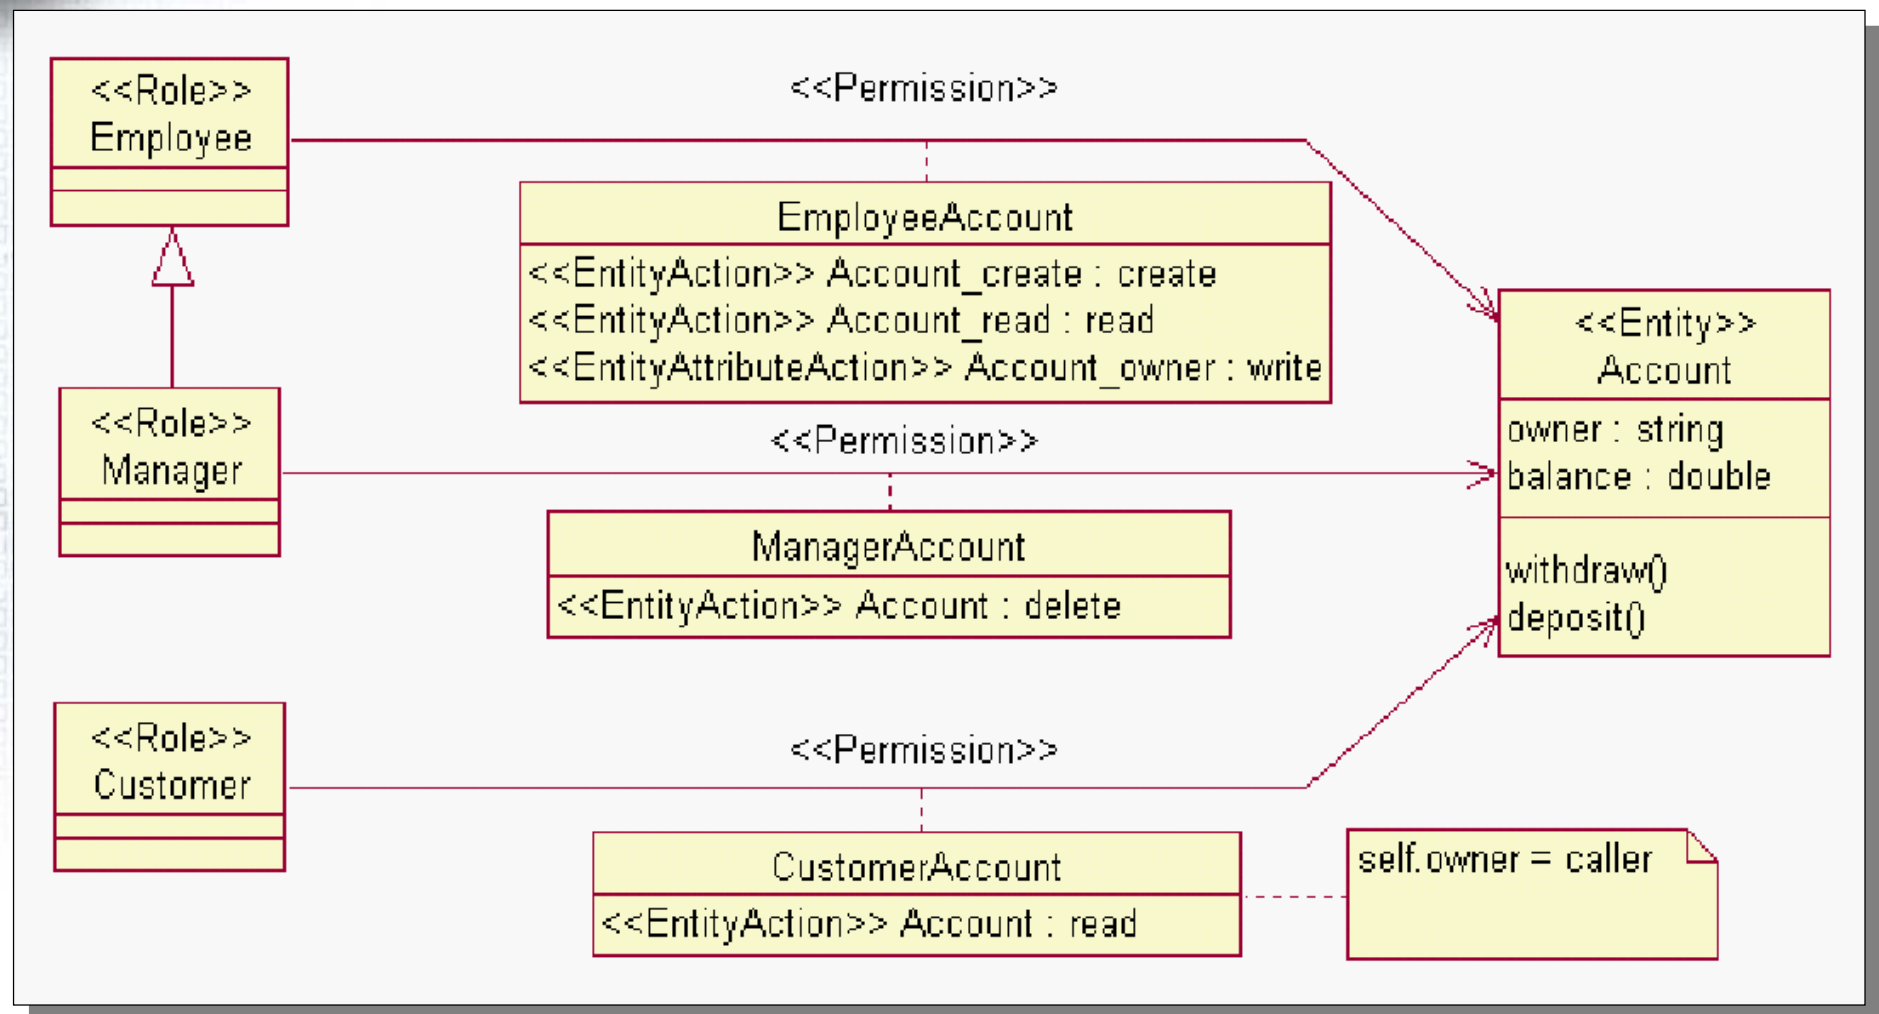 <<Role>>
Employee
<<Permission>>
EmployeeAccount
<<EntityAction>> Account_create : create
<<EntityAction>> Account_read : read
<<EntityAttributeAction>> Account_owner : write
<<Entity>>
Account
owner : string
balance : double
withdraw()
deposit()
<<Role>>
Manager
<<Permission>>
ManagerAccount
<<EntityAction>> Account : delete
<<Role>>
Customer
<<Permission>>
CustomerAccount
<<EntityAction>> Account : read
self.owner = caller